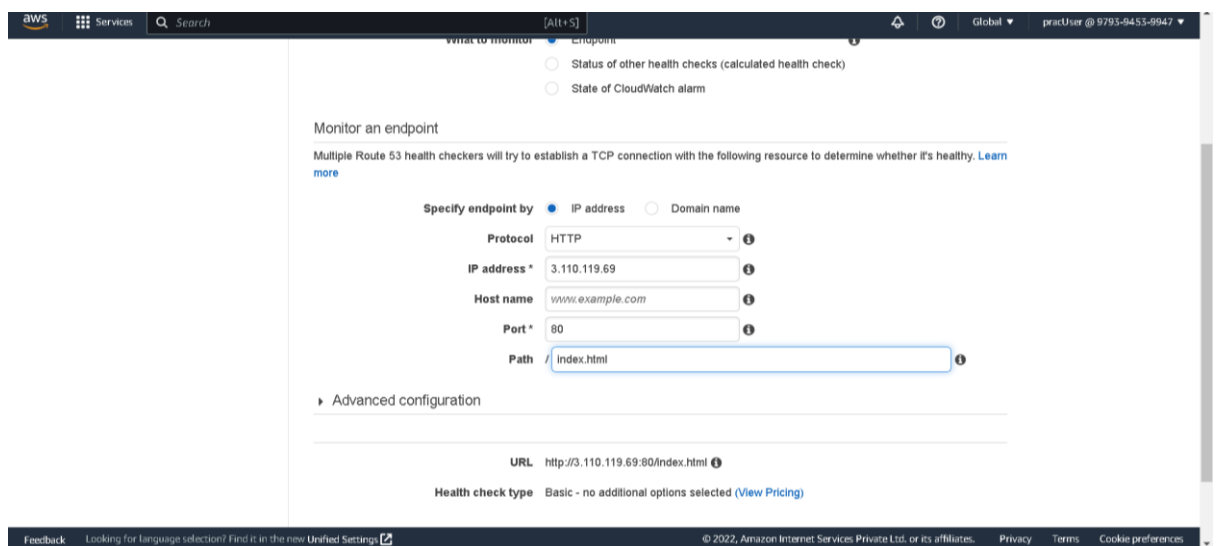 aws Services Search [Alt+S] Global practUser @ 9793-9453-9947
What to monitor Endpoint
Status of other health checks (calculated health check)
State of CloudWatch alarm
Monitor an endpoint
Multiple Route 53 health checkers will try to establish a TCP connection with the following resource to determine whether it's healthy. Learn
more
Specify endpoint by IP address Domain name
Protocol HTTP
IP address * 3.110.119.69
Host name www.example.com
Port * 80
Path / index.html
Advanced configuration
URL http://3.110.119.69:80/index.html
Health check type Basic - no additional options selected (View Pricing)
Feedback Looking for language selection? Find it in the new Unified Settings © 2022, Amazon Internet Services Private Ltd. or its affiliates. Privacy Terms Cookie preferences